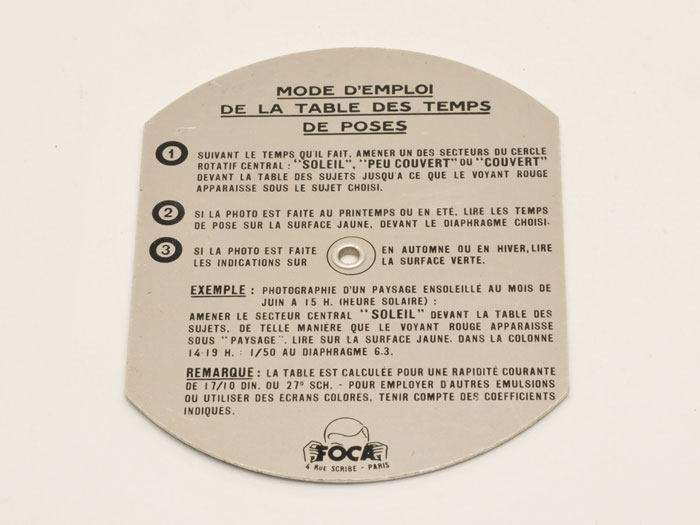 MODE D'EMPLOI
DE LA TABLE DES TEMPS
DE POSES
1 SUIVANT LE TEMPS QU'IL FAIT, AMENER UN DES SECTEURS DU CERCLE
ROTATIF CENTRAL : "SOLEIL", "PEU COUVERT" OU "COUVERT"
DEVANT LA TABLE DES SUJETS JUSQU'A CE QUE LE VOYANT ROUGE
APPARAISSE SOUS LE SUJET CHOISI.
2 SI LA PHOTO EST FAITE AU PRINTEMPS OU EN ETÉ, LIRE LES TEMPS
DE POSE SUR LA SURFACE JAUNE, DEVANT LE DIAPHRAGME CHOISI.
3 SI LA PHOTO EST FAITE EN AUTOMNE OU EN HIVER, LIRE
LES INDICATIONS SUR LA SURFACE VERTE.
EXEMPLE : PHOTOGRAPHIE D'UN PAYSAGE ENSOLEILLÉ AU MOIS DE
JUIN A 15 H. (HEURE SOLAIRE) :
AMENER LE SECTEUR CENTRAL "SOLEIL" DEVANT LA TABLE DES
SUJETS, DE TELLE MANIERE QUE LE VOYANT ROUGE APPARAISSE
SOUS "PAYSAGE". LIRE SUR LA SURFACE JAUNE. DANS LA COLONNE
14-19 H. : 1/50 AU DIAPHRAGME 6.3.
REMARQUE : LA TABLE EST CALCULÉE POUR UNE RAPIDITÉ COURANTE
DE 17/10 DIN. OU 27° SCH. - POUR EMPLOYER D'AUTRES EMULSIONS
OU UTILISER DES ÉCRANS COLORES, TENIR COMPTE DES COEFFICIENTS
INDIQUES.
FOCA
4 RUE SCRIBE - PARIS